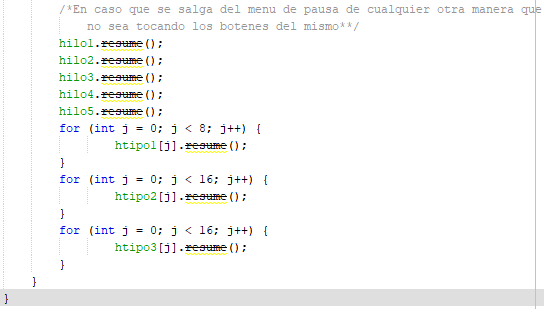 /*En caso que se salga del menu de pausa de cualquier otra manera que
no sea tocando los botenes del mismo**/
hilo1.resume();
hilo2.resume();
hilo3.resume();
hilo4.resume();
hilo5.resume();
for (int j = 0; j < 8; j++) {
htipo1[j].resume();
}
for (int j = 0; j < 16; j++) {
htipo2[j].resume();
}
for (int j = 0; j < 16; j++) {
htipo3[j].resume();
}
}
}